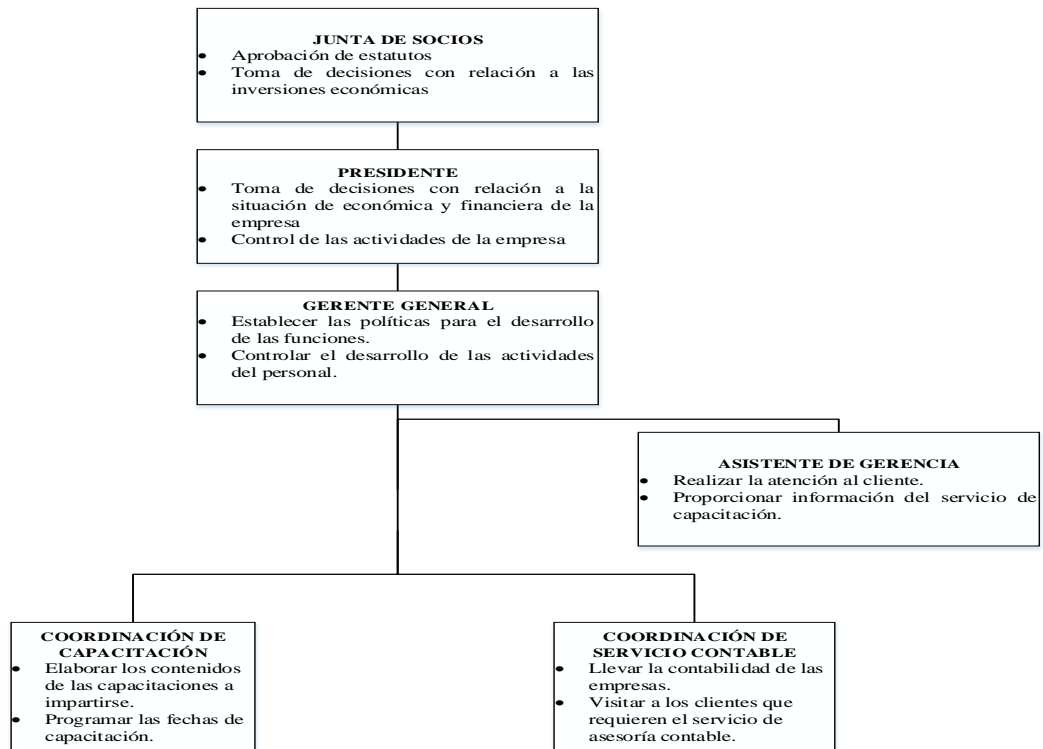 JUNTA DE SOCIOS
• Aprobación de estatutos
• Toma de decisiones con relación a las
inversiones económicas
PRESIDENTE
• Toma de decisiones con relación a la
situación de económica y financiera de la
empresa
• Control de las actividades de la empresa
GERENTE GENERAL
• Establecer las políticas para el desarrollo
de las funciones.
• Controlar el desarrollo de las actividades
del personal.
ASISTENTE DE GERENCIA
• Realizar la atención al cliente.
• Proporcionar información del servicio de
capacitación.
COORDINACIÓN DE
CAPACITACIÓN
• Elaborar los contenidos
de las capacitaciones a
impartirse.
• Programar las fechas de
capacitación.
COORDINACIÓN DE
SERVICIO CONTABLE
• Llevar la contabilidad de las
empresas.
• Visitar a los clientes que
requieren el servicio de
asesoría contable.